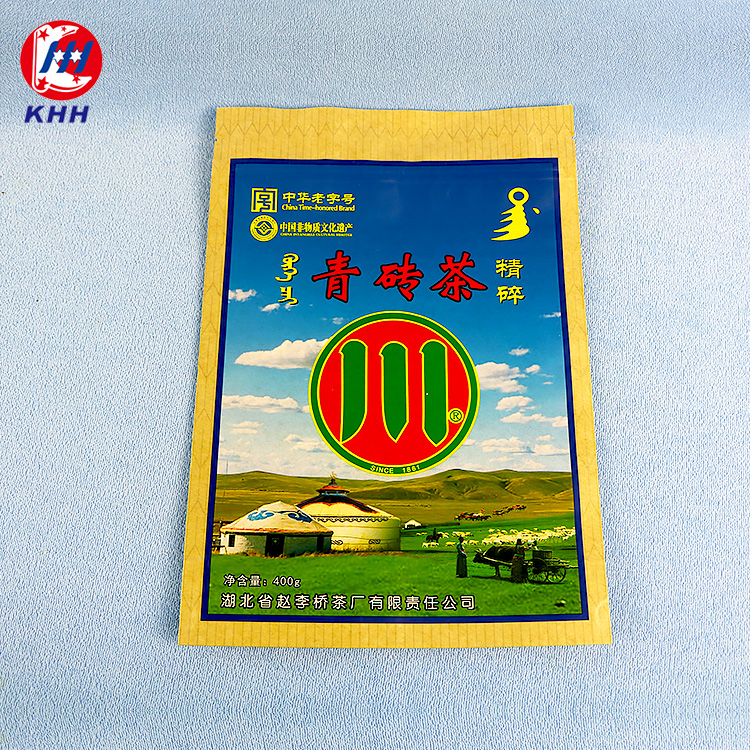 KHH
中华老字号
China Time-honored Brand
中国非物质文化遗产
青砖茶
精碎
川
®
SINCE 1861
净含量：400g
湖北省赵李桥茶厂有限责任公司